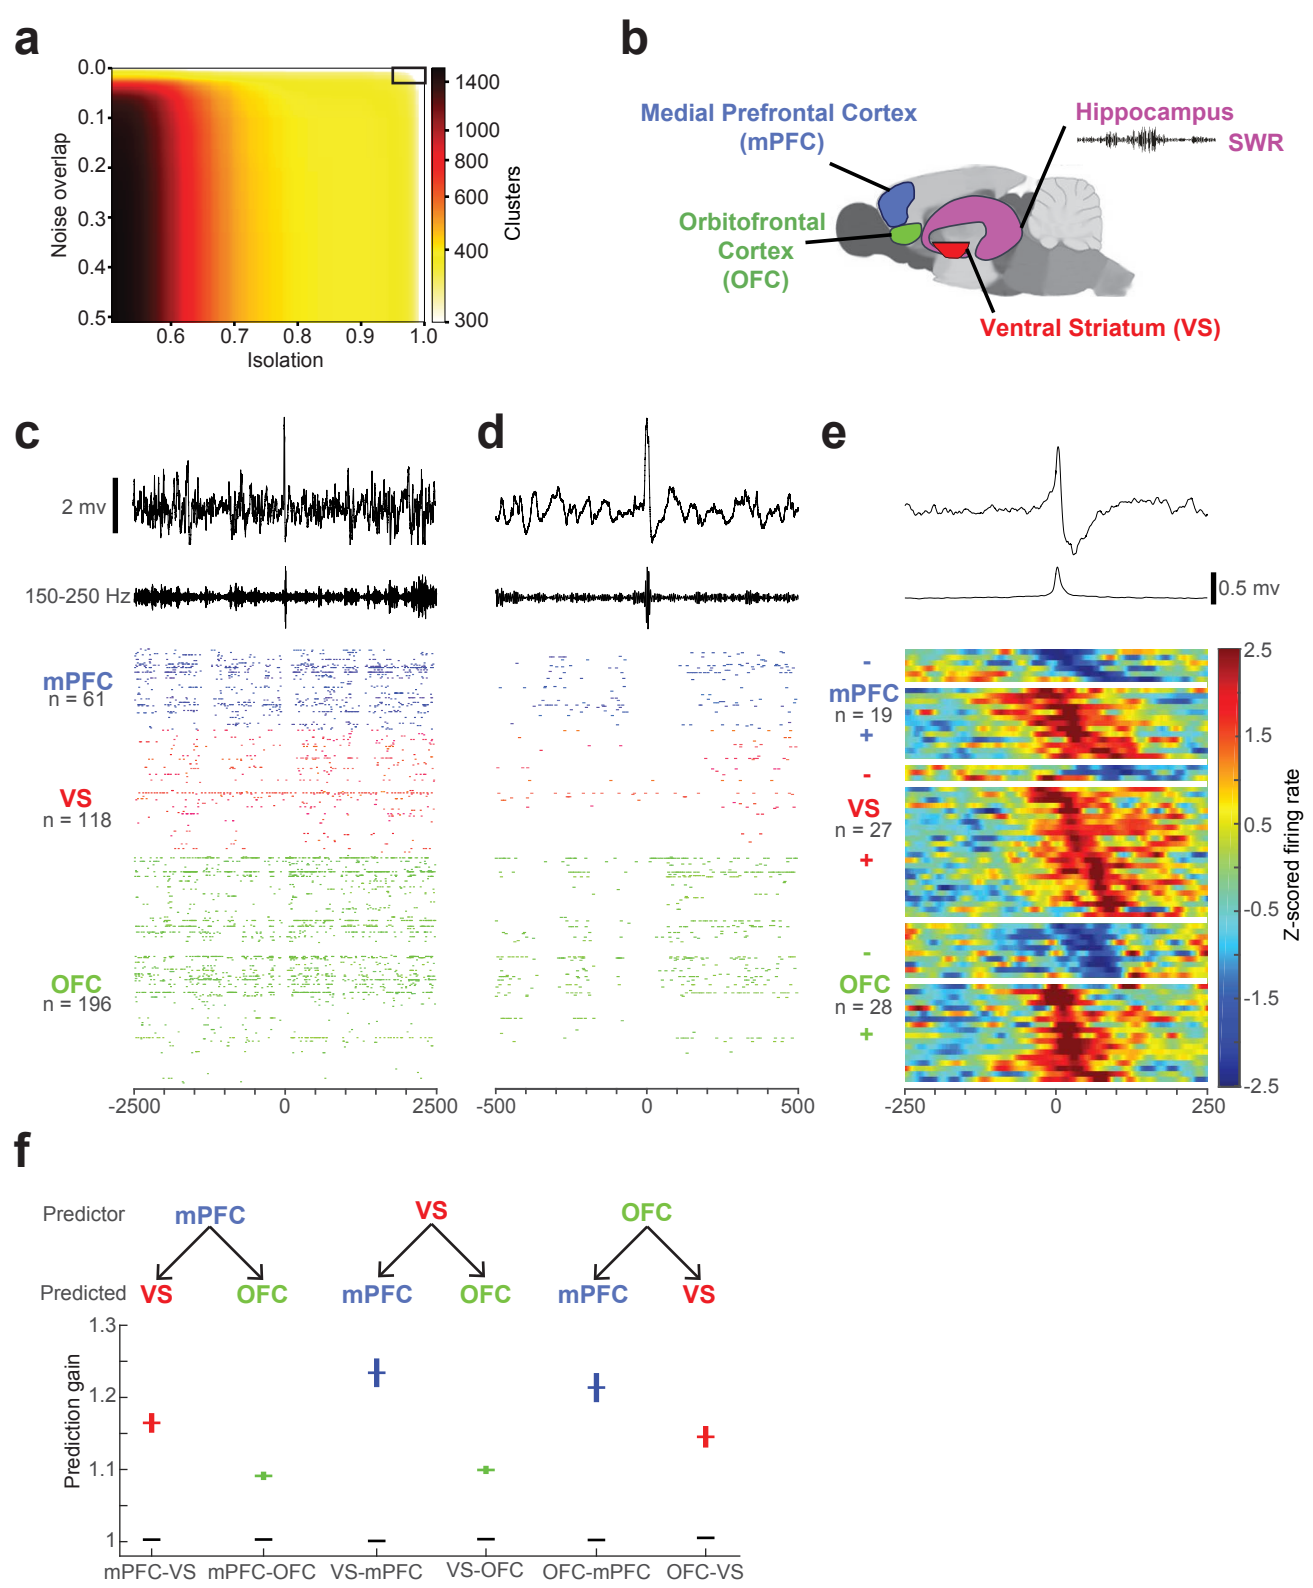 a
0.0
0.1
0.2
0.3
0.4
0.5
Noise overlap
0.6
0.7
0.8
0.9
1.0
Isolation
1400
1000
800
600
400
300
Clusters
b
Medial Prefrontal Cortex
(mPFC)
Hippocampus
SWR
Orbitofrontal
Cortex
(OFC)
Ventral Striatum (VS)
c
2 mv
150-250 Hz
mPFC
n = 61
VS
n = 118
OFC
n = 196
-2500
0
2500
d
-500
0
500
e
0.5 mv
-
mPFC
n = 19
+
-
VS
n = 27
+
-
OFC
n = 28
+
-250
0
250
2.5
1.5
0.5
-0.5
-1.5
-2.5
Z-scored firing rate
f
Predictor
mPFC
VS
OFC
Predicted
VS
OFC
mPFC
OFC
mPFC
VS
1.3
1.2
1.1
1
Prediction gain
mPFC-VS
mPFC-OFC
VS-mPFC
VS-OFC
OFC-mPFC
OFC-VS